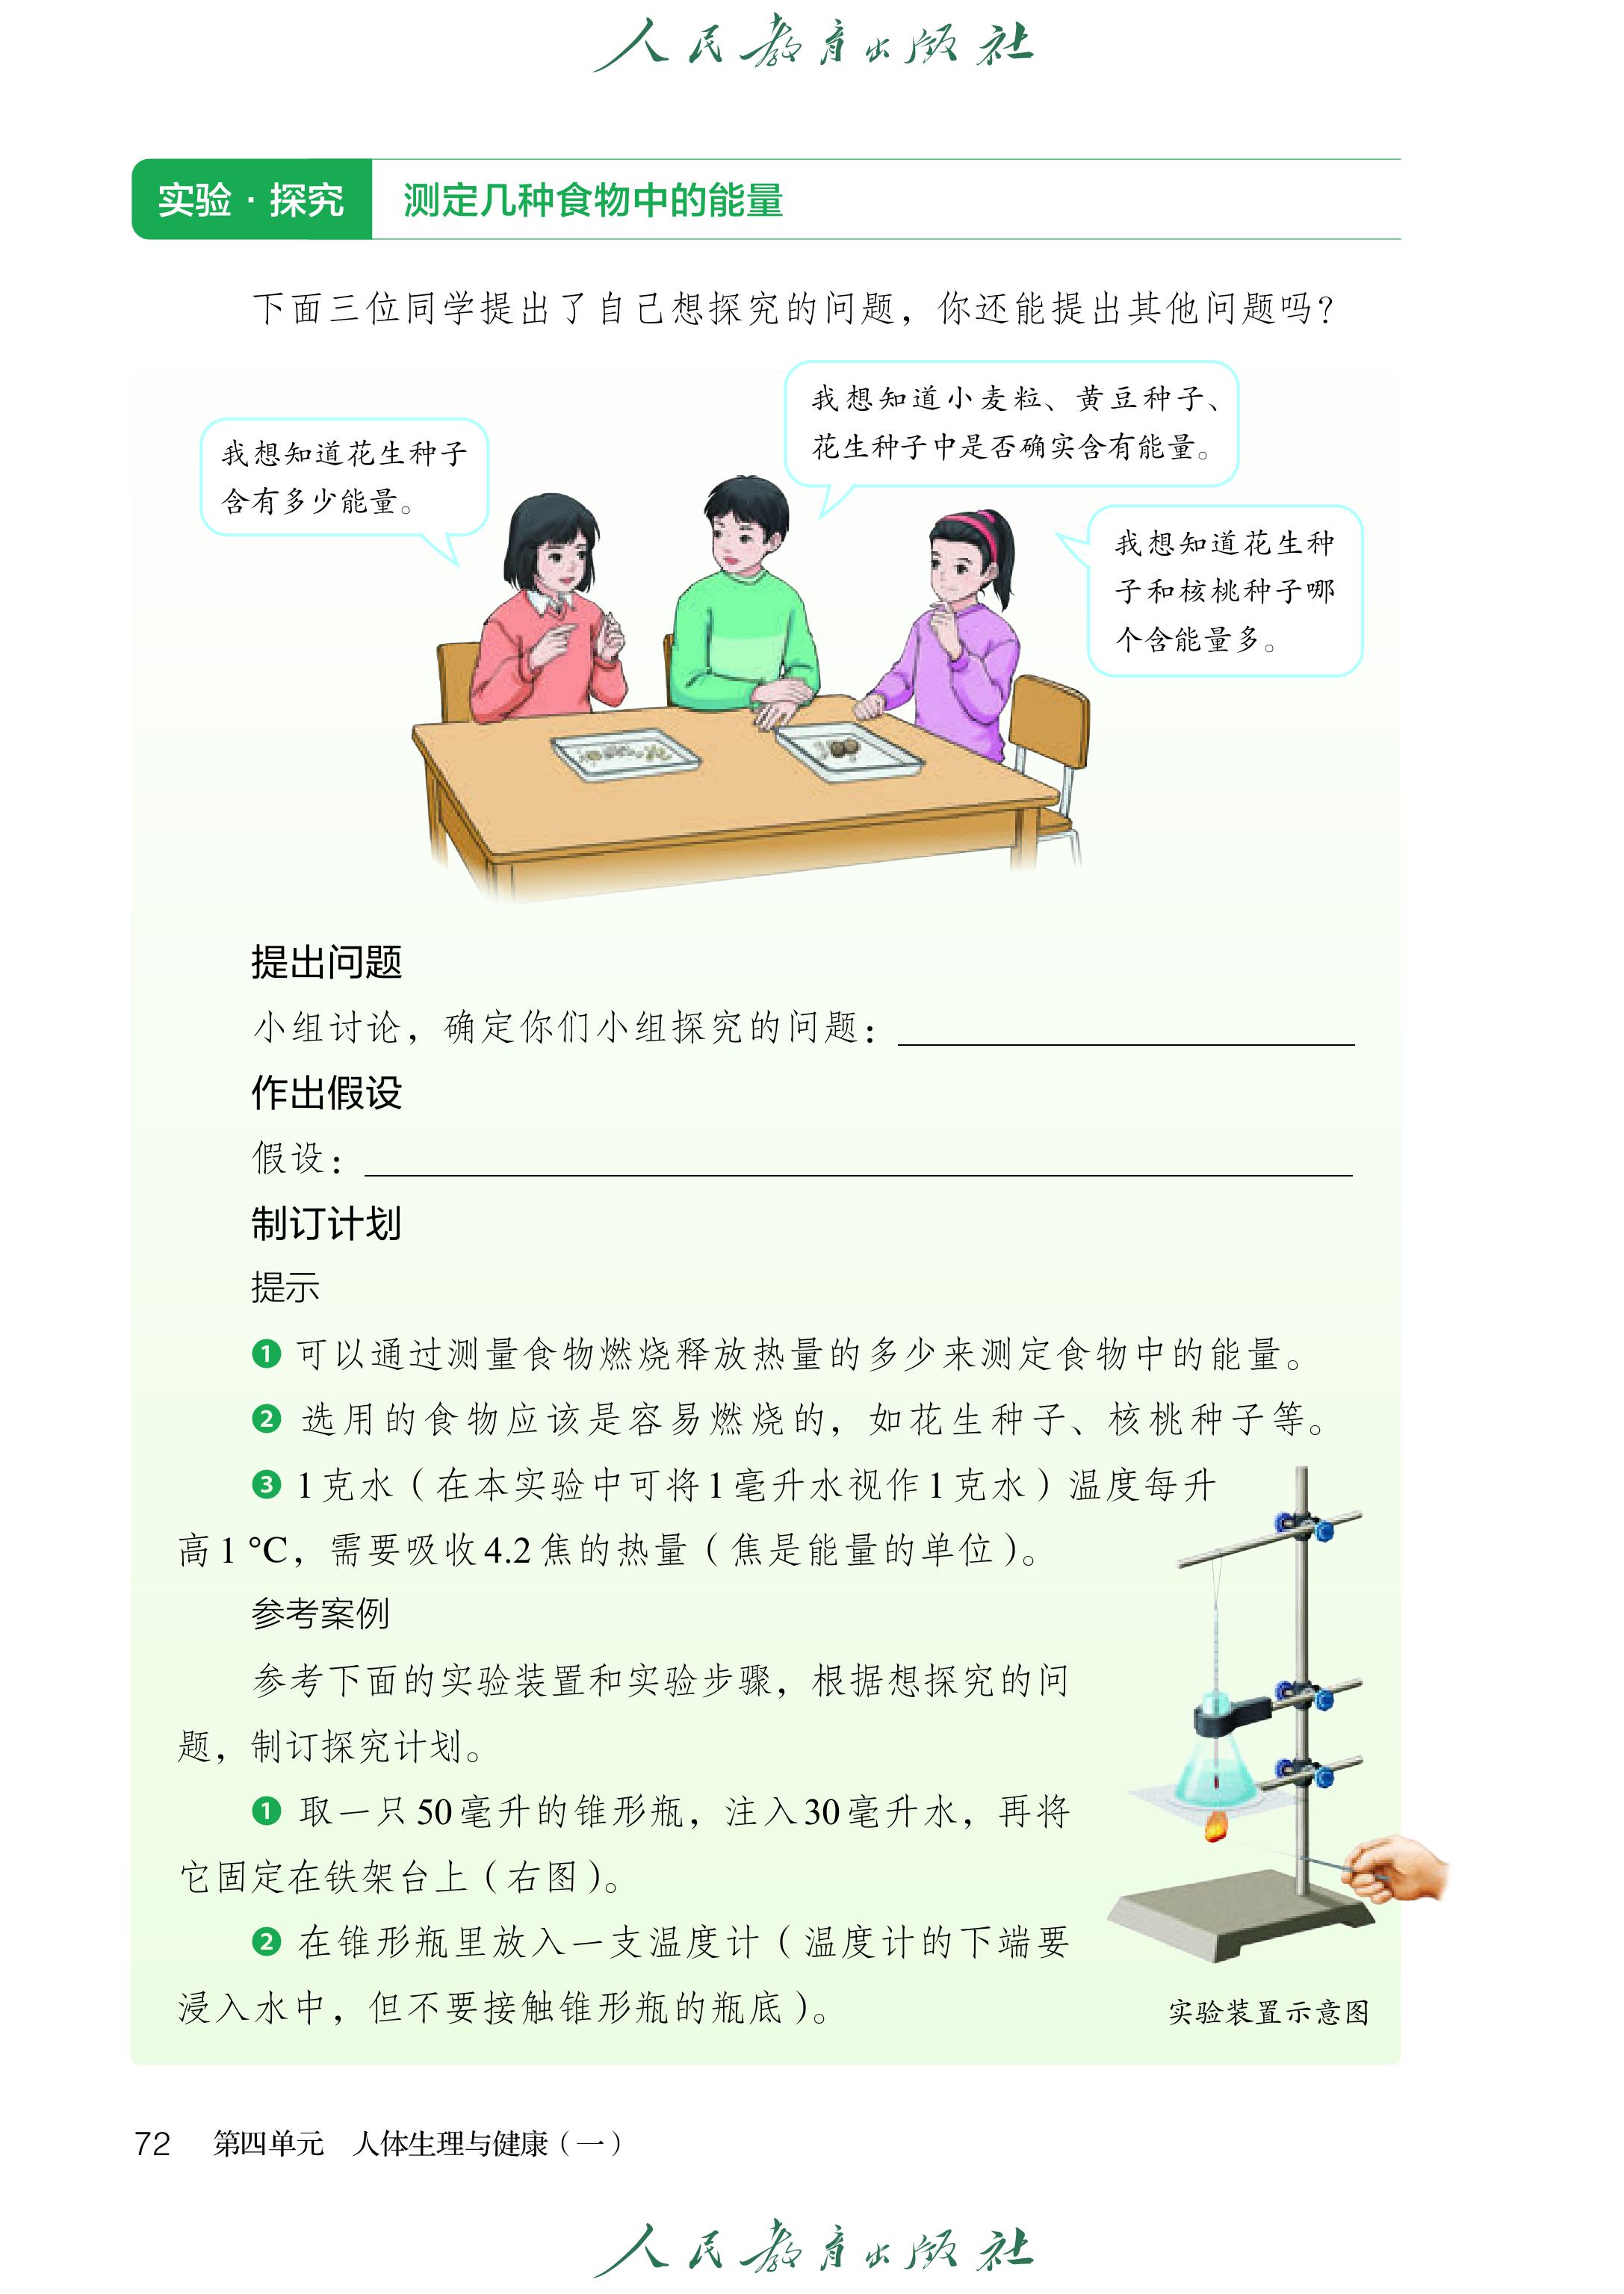 人民教育出版社
实验·探究 测定几种食物中的能量
下面三位同学提出了自己想探究的问题，你还能提出其他问题吗？
我想知道花生种子
含有多少能量。
我想知道小麦粒、黄豆种子、
花生种子中是否确实含有能量。
我想知道花生种
子和核桃种子哪
个含能量多。
提出问题
小组讨论，确定你们小组探究的问题：
作出假设
假设：
制订计划
提示
❶ 可以通过测量食物燃烧释放热量的多少来测定食物中的能量。
❷ 选用的食物应该是容易燃烧的，如花生种子、核桃种子等。
❸ 1克水（在本实验中可将1毫升水视作1克水）温度每升
高1 ℃，需要吸收4.2焦的热量（焦是能量的单位）。
参考案例
参考下面的实验装置和实验步骤，根据想探究的问
题，制订探究计划。
❶ 取一只50毫升的锥形瓶，注入30毫升水，再将
它固定在铁架台上（右图）。
❷ 在锥形瓶里放入一支温度计（温度计的下端要
浸入水中，但不要接触锥形瓶的瓶底）。
实验装置示意图
72 第四单元 人体生理与健康（一）
人民教育出版社